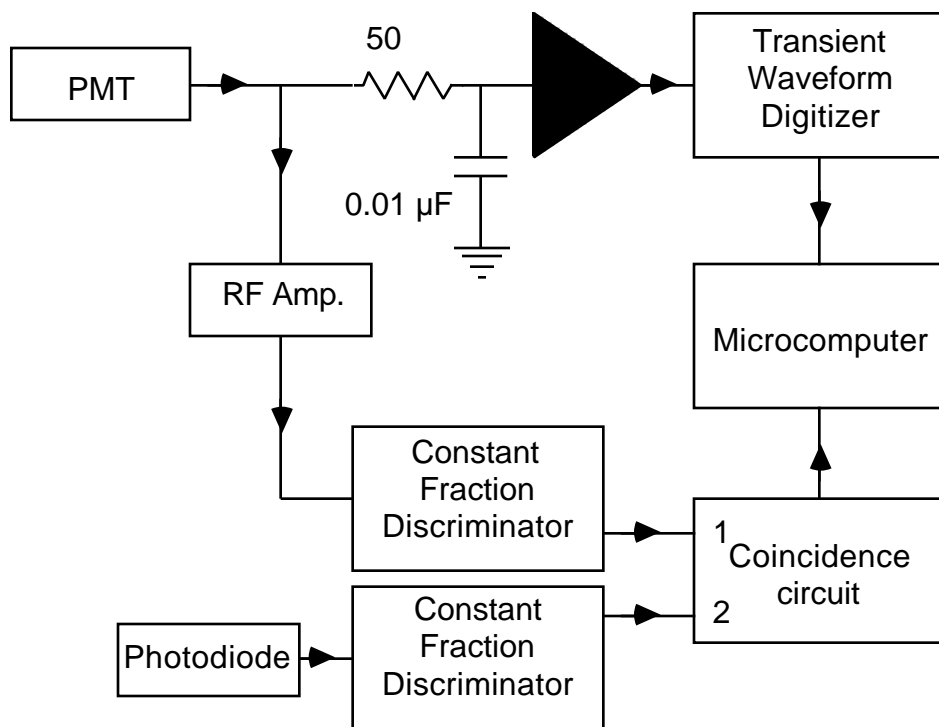 50
PMT
Transient
Waveform
Digitizer
0.01 µF
RF Amp.
Microcomputer
Constant
Fraction
Discriminator
1
Coincidence
circuit
2
Constant
Fraction
Discriminator
Photodiode